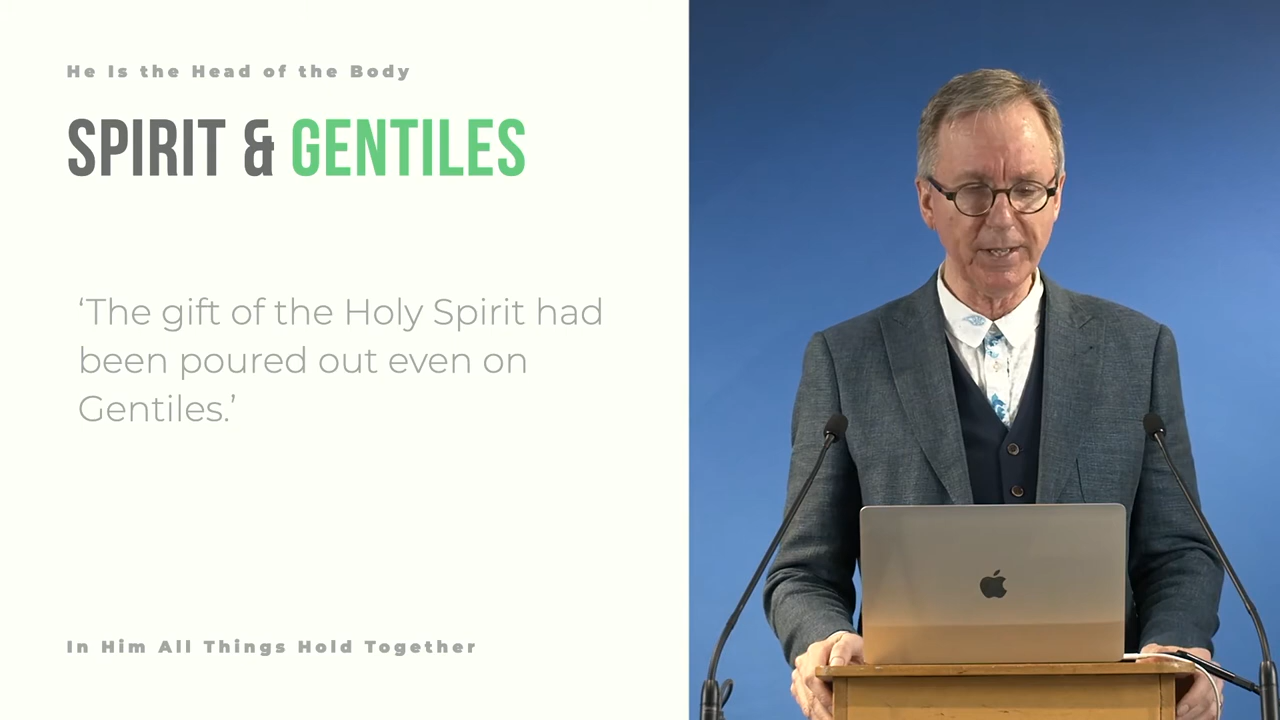 He Is the Head of the Body
SPIRIT & GENTILES
‘The gift of the Holy Spirit had
been poured out even on
Gentiles.’
In Him All Things Hold Together